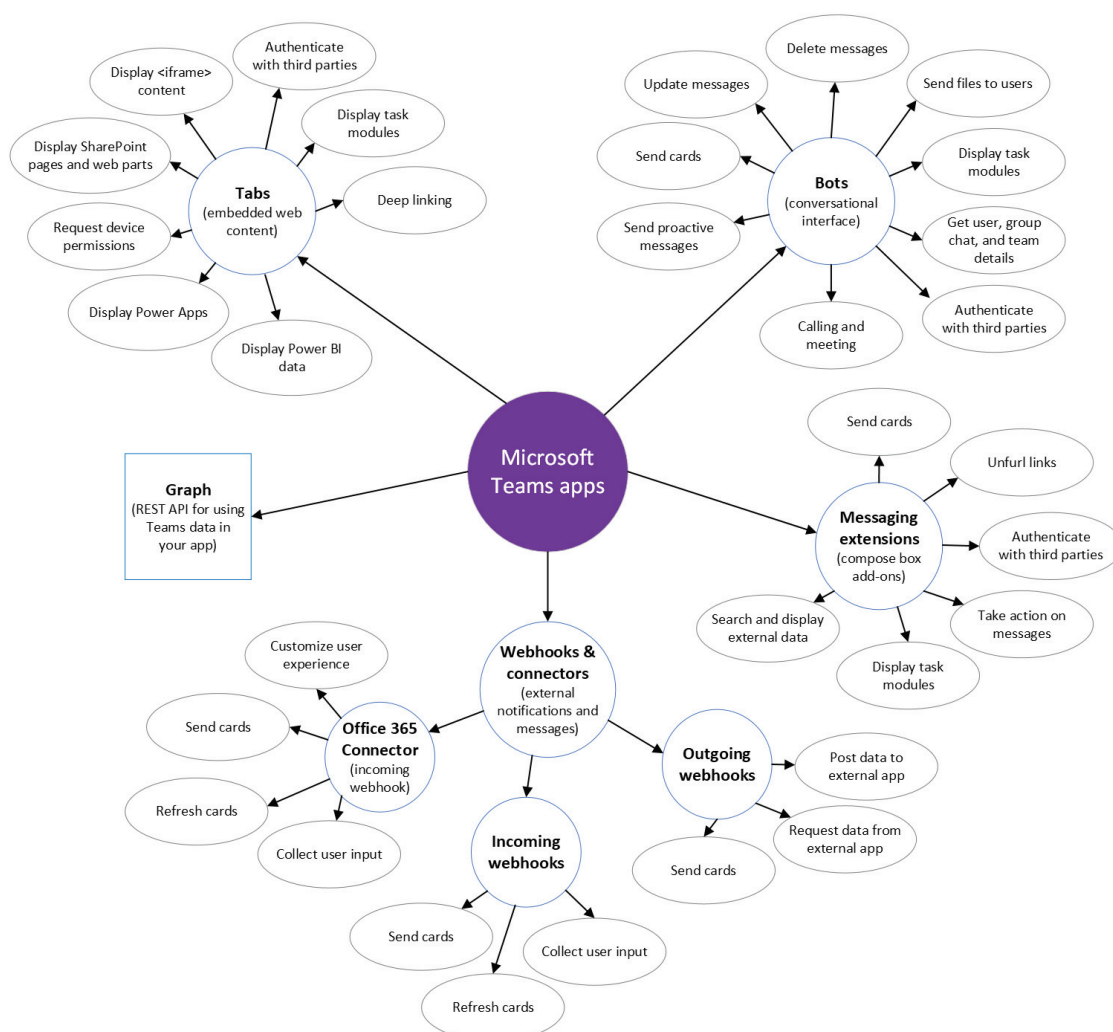 Authenticate
with third parties
Display <iframe>
content
Display task
modules
Display SharePoint
pages and web parts
Tabs
(embedded web
content)
Deep linking
Request device
permissions
Display Power Apps
Display Power BI
data
Delete messages
Update messages
Send files to users
Send cards
Display task
modules
Bots
(conversational
interface)
Send proactive
messages
Get user, group
chat, and team
details
Authenticate
with third parties
Calling and
meeting
Microsoft
Teams apps
Graph
(REST API for using
Teams data in
your app)
Send cards
Unfurl links
Messaging
extensions
(compose box
add-ons)
Authenticate
with third parties
Search and display
external data
Take action on
messages
Display task
modules
Webhooks &
connectors
(external
notifications and
messages)
Customize user
experience
Send cards
Office 365
Connector
(incoming
webhook)
Refresh cards
Collect user input
Outgoing
webhooks
Post data to
external app
Request data from
external app
Send cards
Incoming
webhooks
Send cards
Collect user input
Refresh cards